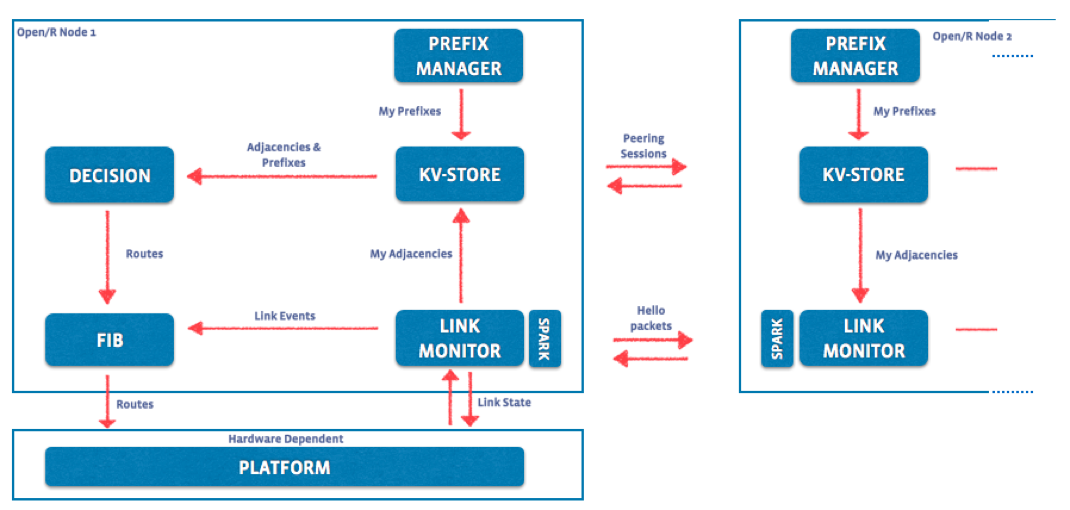 Open/R Node 1
PREFIX
MANAGER
My Prefixes
Adjacencies &
Prefixes
DECISION
KV-STORE
Routes
My Adjacencies
Link Events
FIB
LINK
MONITOR
SPARK
Routes
Link State
Hardware Dependent
PLATFORM
Peering
Sessions
Hello
packets
Open/R Node 2
PREFIX
MANAGER
My Prefixes
KV-STORE
My Adjacencies
SPARK
LINK
MONITOR